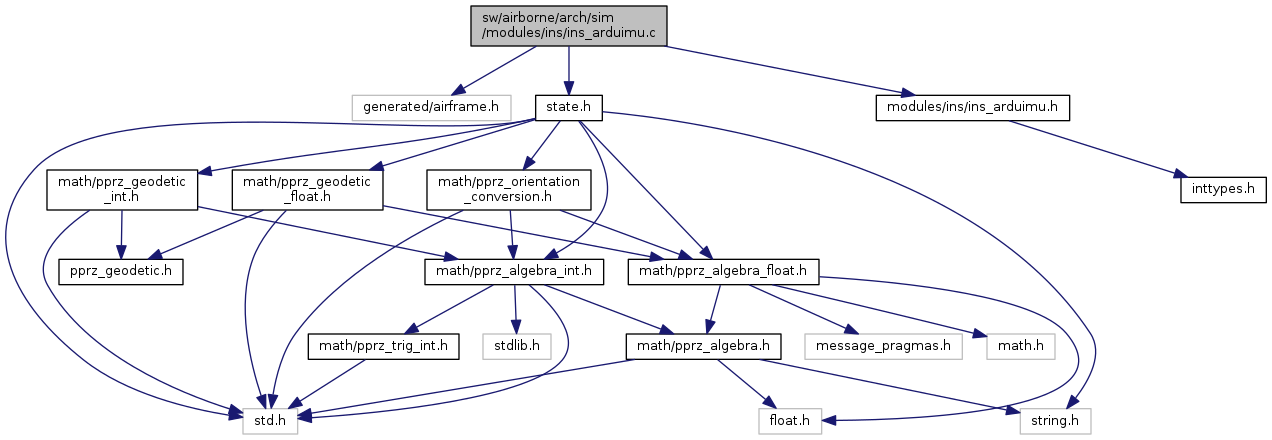 sw/airborne/arch/sim
/modules/ins/ins_arduimu.c
generated/airframe.h
state.h
modules/ins/ins_arduimu.h
math/pprz_geodetic
_int.h
math/pprz_geodetic
_float.h
math/pprz_orientation
_conversion.h
inttypes.h
pprz_geodetic.h
math/pprz_algebra_int.h
math/pprz_algebra_float.h
math/pprz_trig_int.h
stdlib.h
math/pprz_algebra.h
message_pragmas.h
math.h
std.h
float.h
string.h